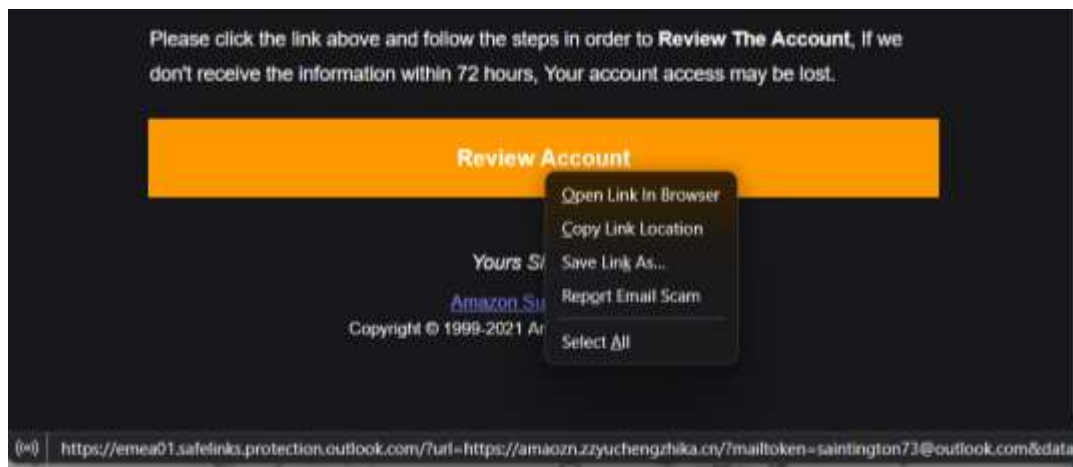 Please click the link above and follow the steps in order to Review The Account, If we
don't receive the information within 72 hours, Your account access may be lost.
Review Account
Open Link In Browser
Copy Link Location
Yours Si
Save Link As...
Amazon Su
Report Email Scam
Copyright © 1999-2021 A
Select All
https://emea01.safelinks.protection.outlook.com/?url=https://amaozn.zzyuchengzhika.cn/?mailtoken=saintington73@outlook.com&data